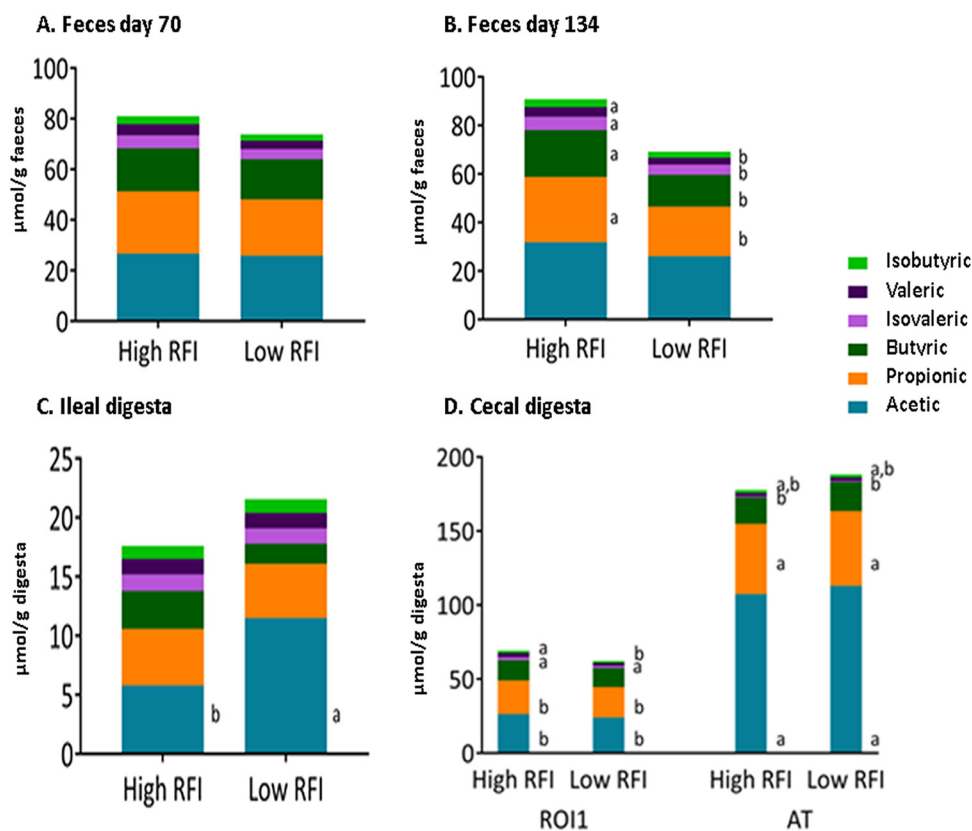 A. Feces day 70
µmol/g faeces
100
80
60
40
20
0
High RFI Low RFI
B. Feces day 134
µmol/g faeces
100
80
60
40
20
0
a
a
a
a
b
b
b
b
High RFI Low RFI
Isobutyric
Valeric
Isovaleric
Butyric
Propionic
Acetic
C. Ileal digesta
µmol/g digesta
25
20
15
10
5
0
b
a
High RFI Low RFI
D. Cecal digesta
µmol/g digesta
200
150
100
50
0
a
a
b
b
b
a
b
b
a,b
b
a
a
a,b
b
a
a
High RFI Low RFI High RFI Low RFI
ROI1 AT